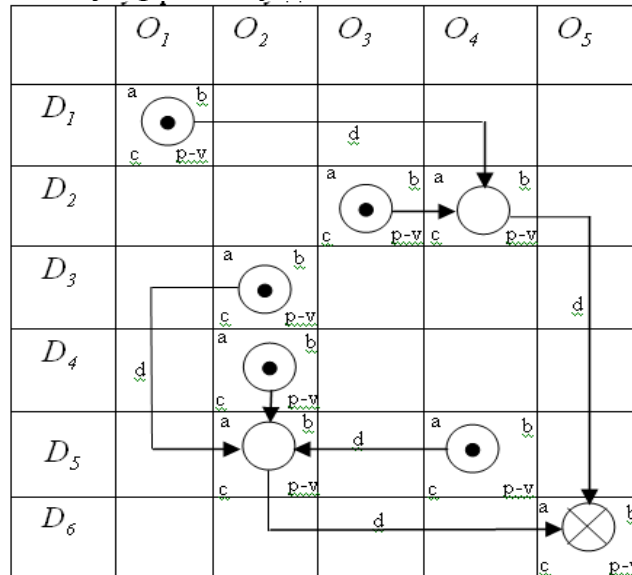 O1 O2 O3 O4 O5
D1 a b d c p-v
D2 a b a b c p-v c p-v
D3 a b d c p-v
D4 a b d c p-v
D5 a b d a b c p-v c p-v
D6 d a b c p-v